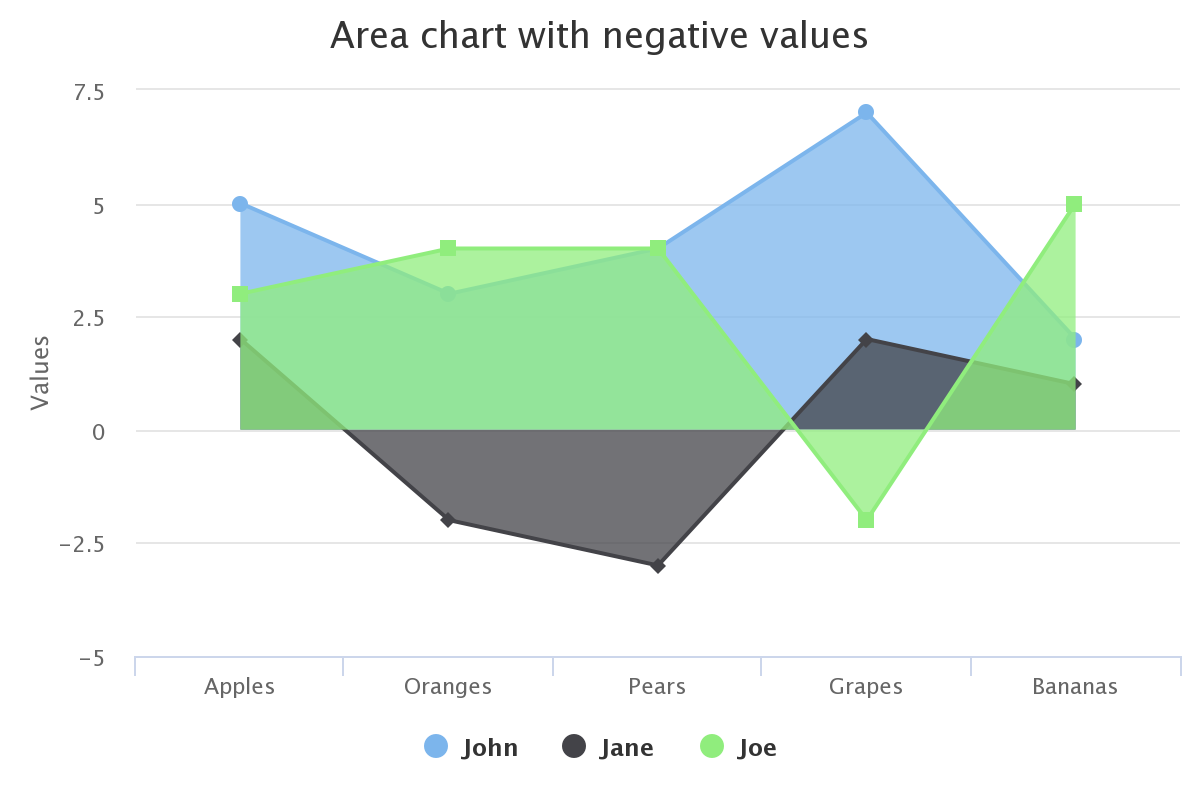 Area chart with negative values
7.5
5
2.5
0
−2.5
−5
Values
Apples Oranges Pears Grapes Bananas
John Jane Joe